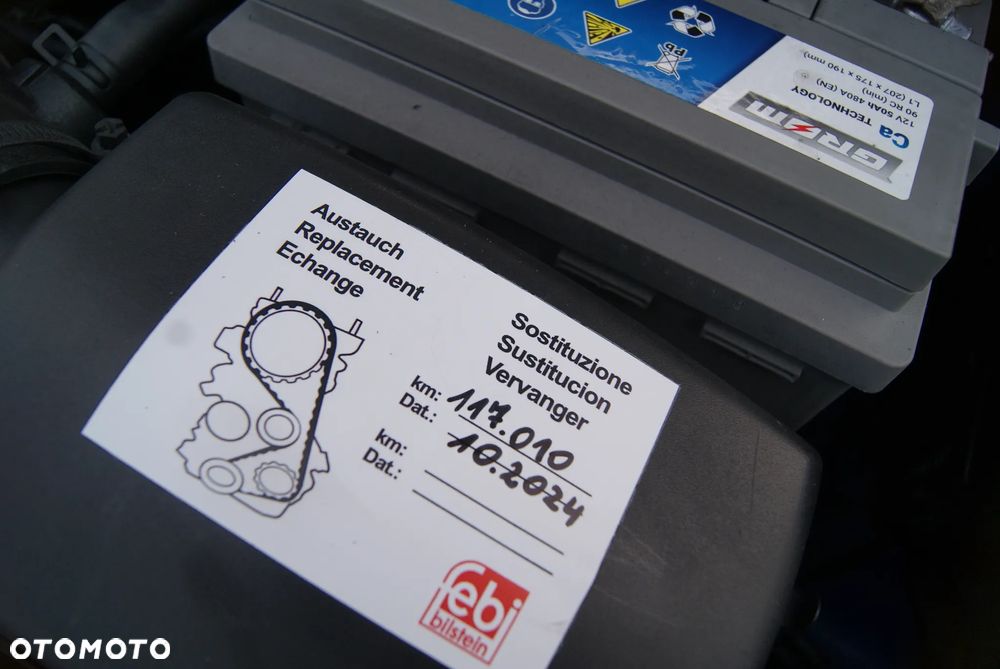 Pb
GROM
Ca TECHNOLOGY
12V 50Ah 480A (EN)
90 RC (min)
L1 (207 x 175 x 190 mm)
Austauch
Replacement
Echange
Sostituzione
Sustitucion
Vervanger
km: 117.010
Dat.: 10.2024
km:
Dat.:
febi
bilstein
OTOMOTO